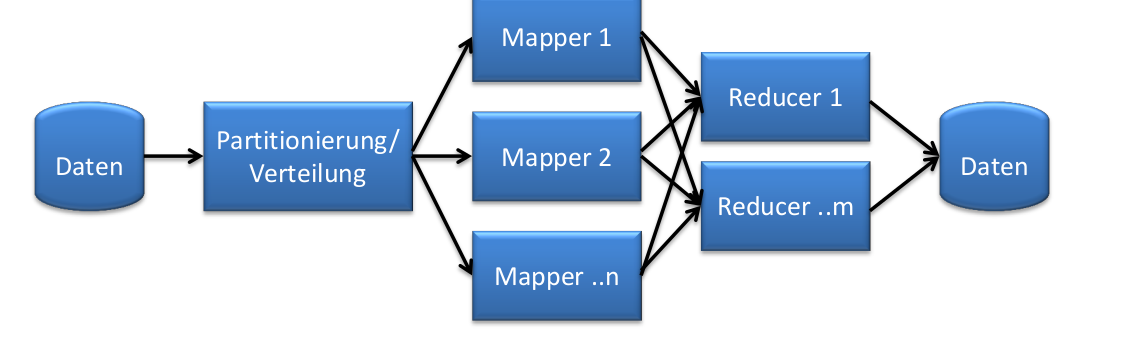 Daten
Partitionierung/
Verteilung
Mapper 1
Mapper 2
Mapper ..n
Reducer 1
Reducer ..m
Daten